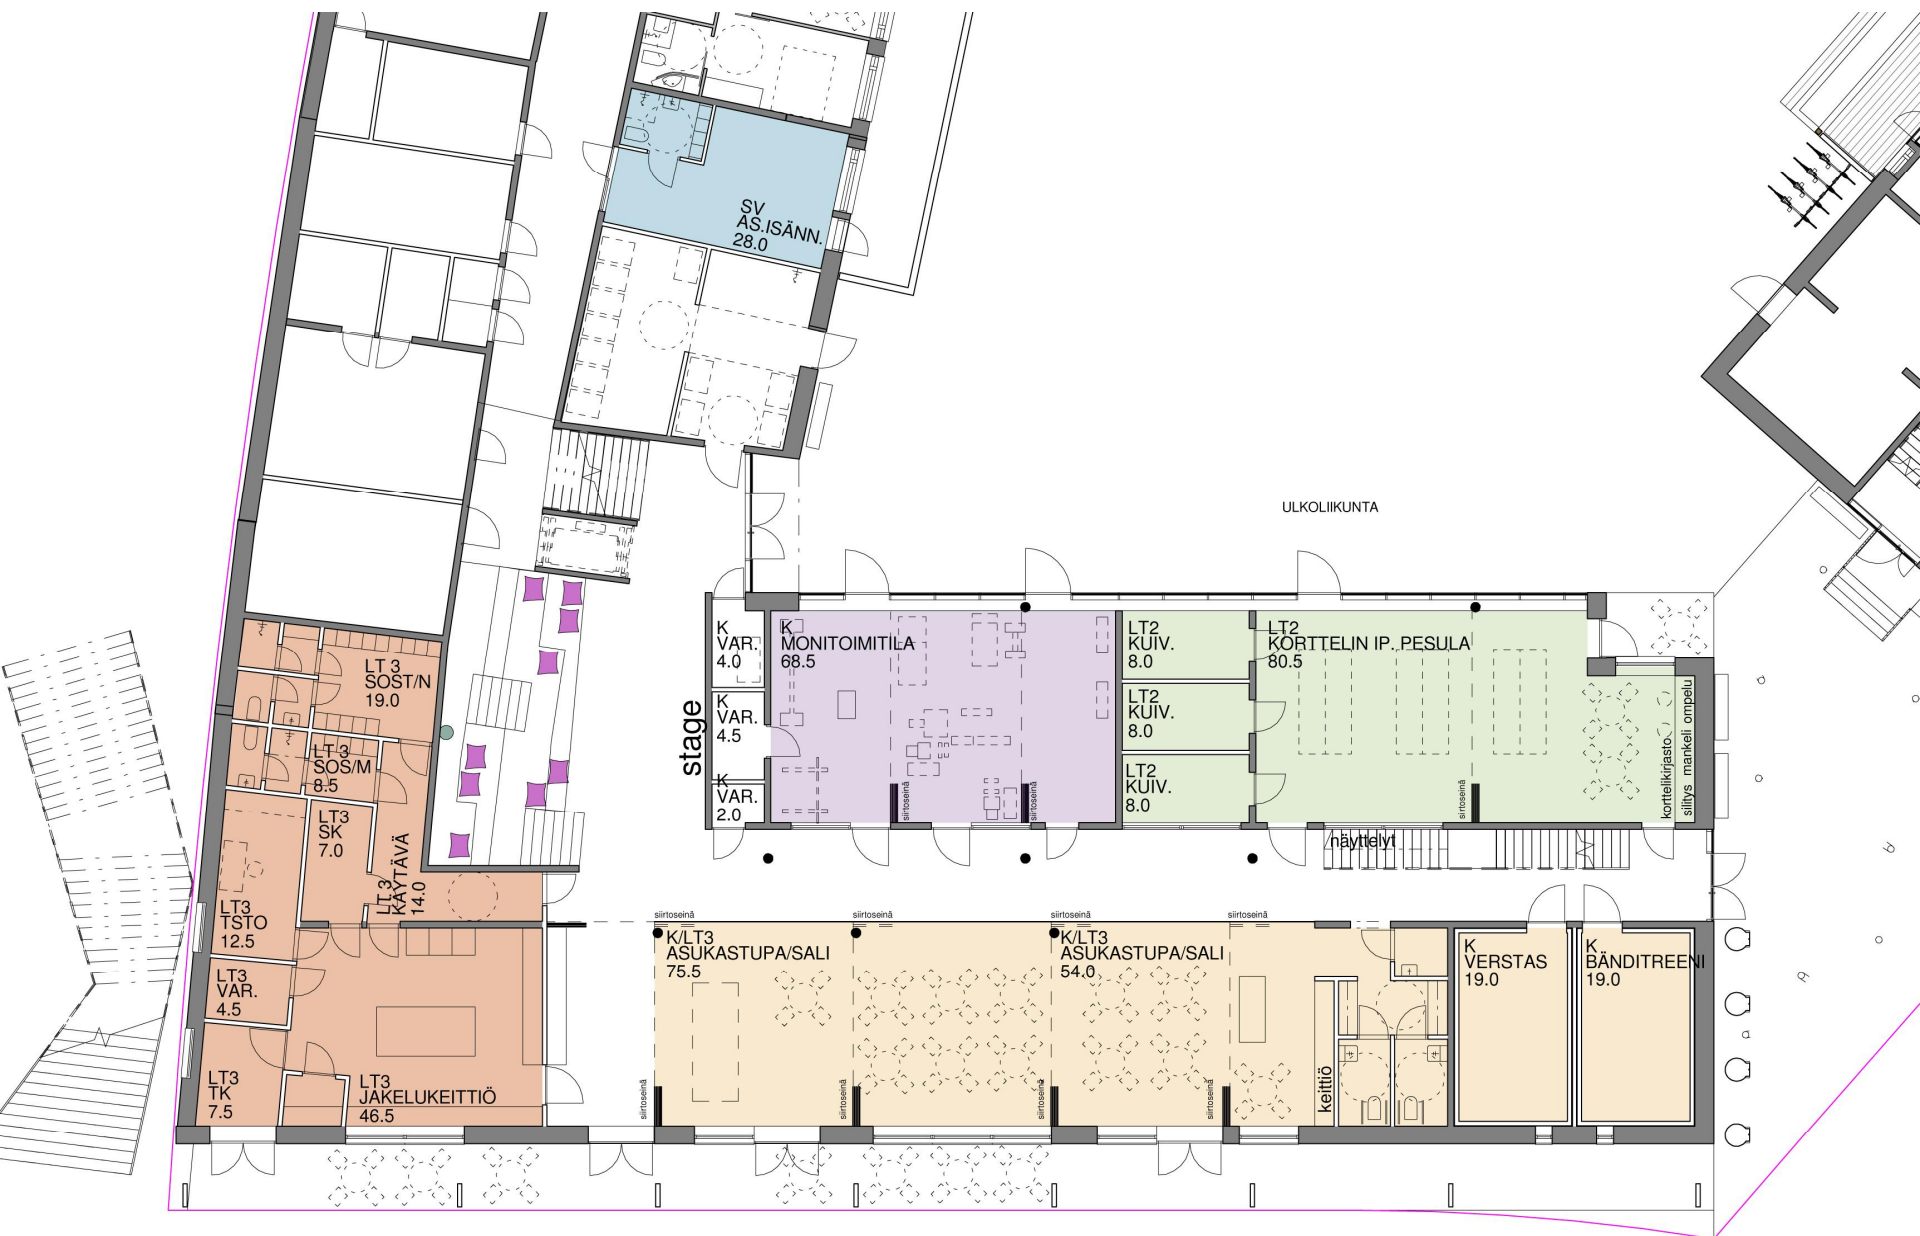 SV
AS.ISÄNN.
28.0
ULKOLIIKUNTA
stage
K
VAR.
4.0
K
VAR.
4.5
K
VAR.
2.0
K
MONITOIMITILA
68.5
siirtoseinä
siirtoseinä
LT2
KUIV.
8.0
LT2
KUIV.
8.0
LT2
KUIV.
8.0
LT2
KORTTELIN IP. PESULA
80.5
siirtoseinä
korttelikirjasto
silitys mankeli ompelu
näyttelyt
LT 3
SOST/N
19.0
LT 3
SOS/M
8.5
LT3
SK
7.0
LT 3
KÄYTÄVÄ
14.0
LT3
TSTO
12.5
LT3
VAR.
4.5
LT3
TK
7.5
LT3
JAKELUKEITTIÖ
46.5
siirtoseinä
siirtoseinä
siirtoseinä
siirtoseinä
K/LT3
ASUKASTUPA/SALI
75.5
K/LT3
ASUKASTUPA/SALI
54.0
siirtoseinä
siirtoseinä
siirtoseinä
siirtoseinä
keittiö
K
VERSTAS
19.0
K
BÄNDITREENI
19.0